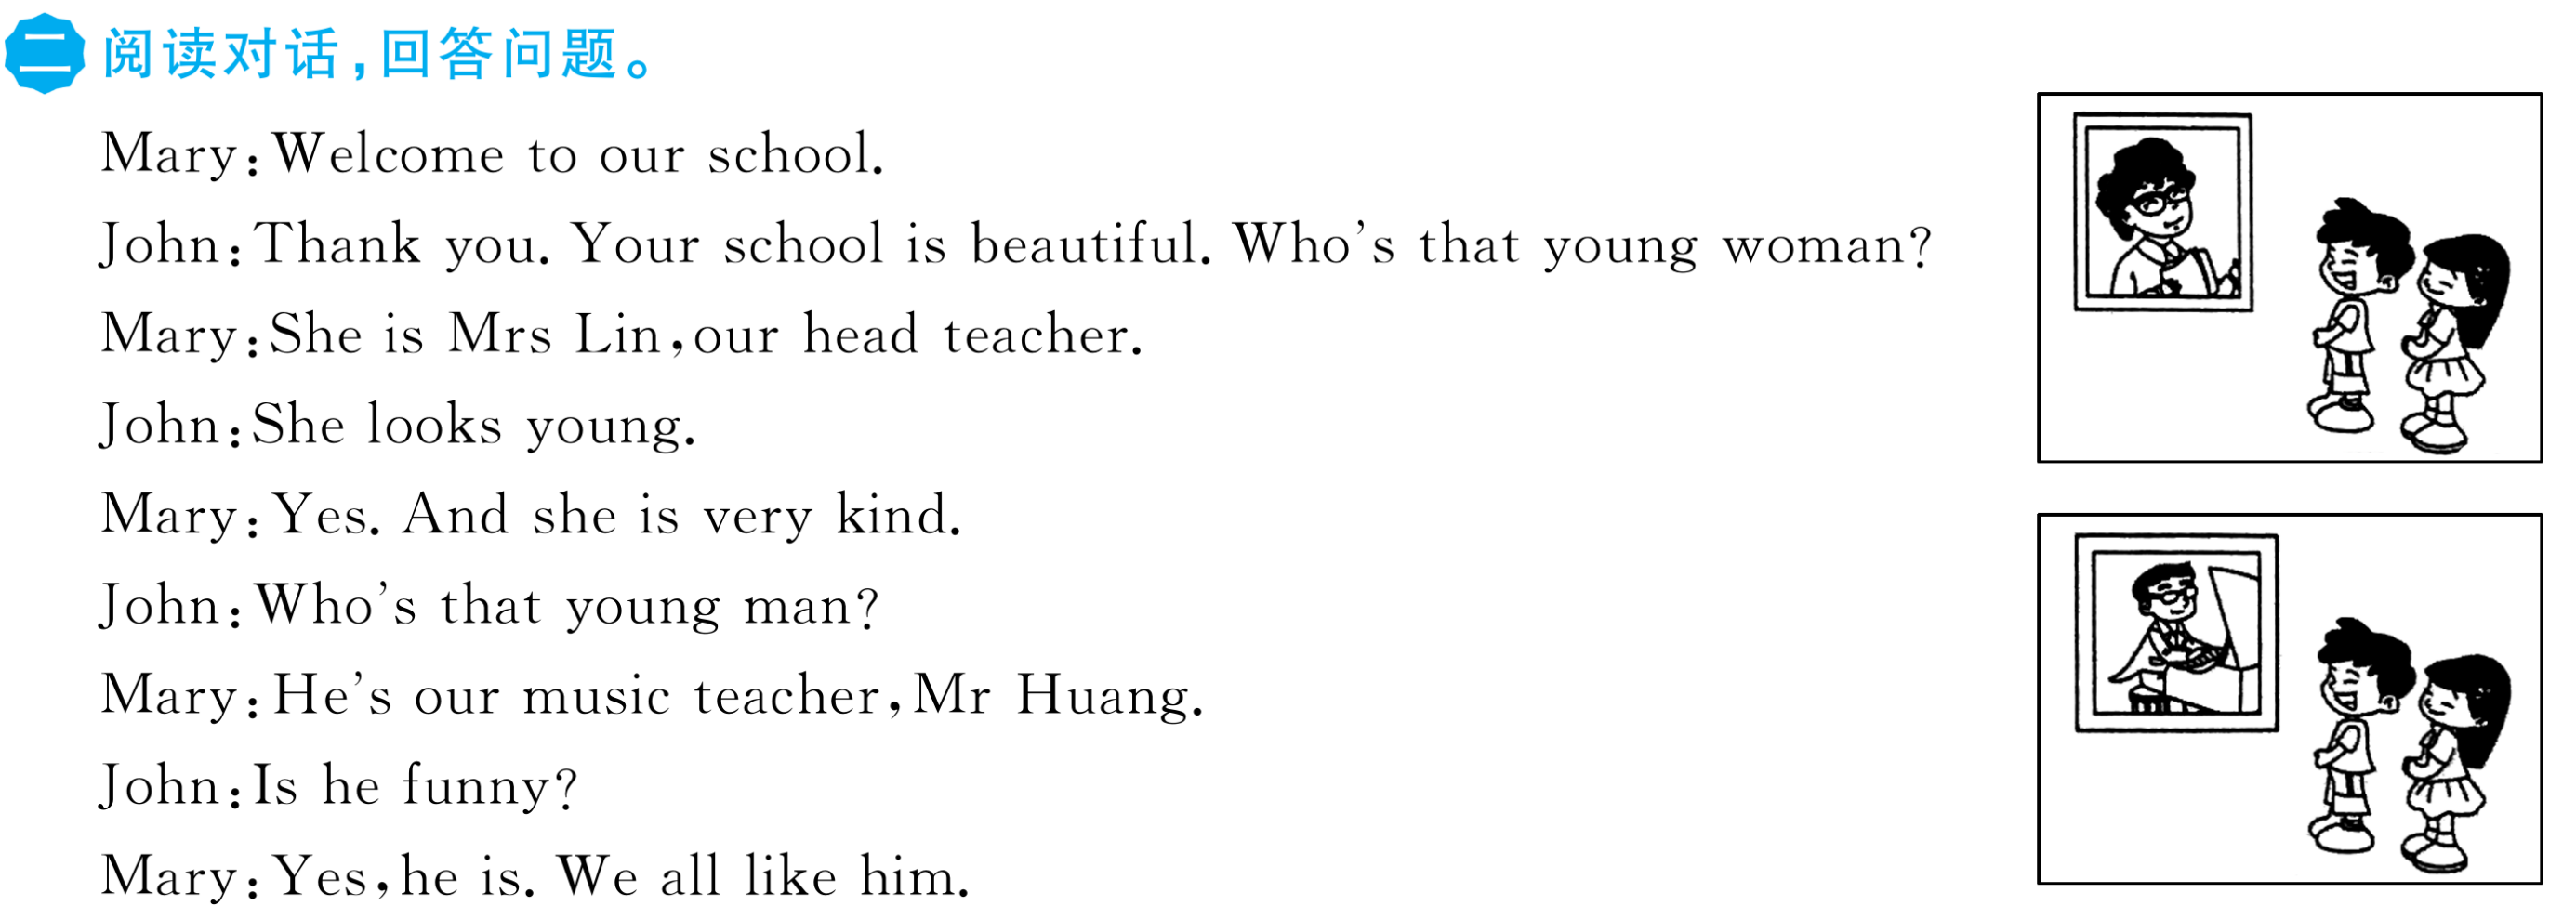 二 阅读对话,回答问题。
Mary:Welcome to our school.
John:Thank you. Your school is beautiful. Who's that young woman?
Mary:She is Mrs Lin,our head teacher.
John:She looks young.
Mary:Yes. And she is very kind.
John:Who's that young man?
Mary:He's our music teacher,Mr Huang.
John:Is he funny?
Mary:Yes,he is. We all like him.